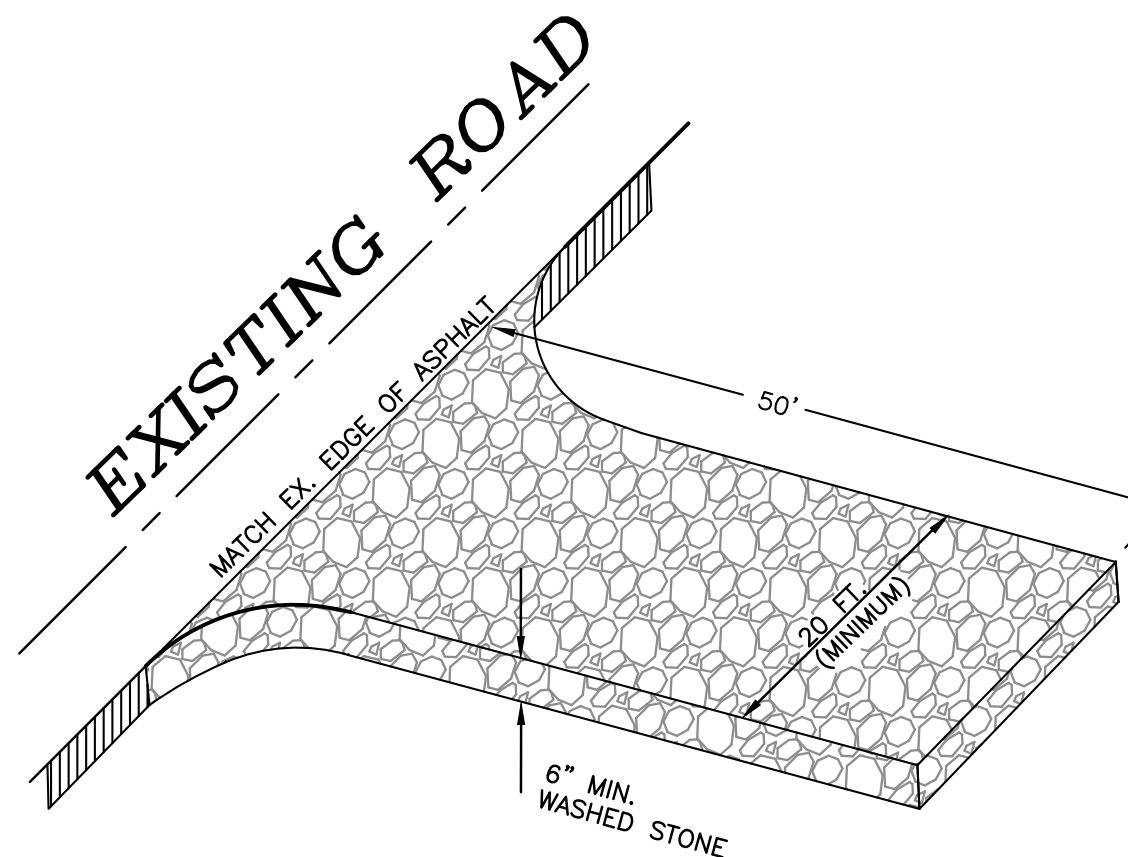 EXISTING ROAD
MATCH EX. EDGE OF ASPHALT
50'
20 FT.
(MINIMUM)
6" MIN.
WASHED STONE